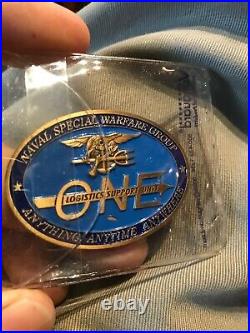 NAVAL SPECIAL WARFARE GROUP
ONE
LOGISTICS SUPPORT UNIT
ANYTHING ANYTIME ANYWHERE